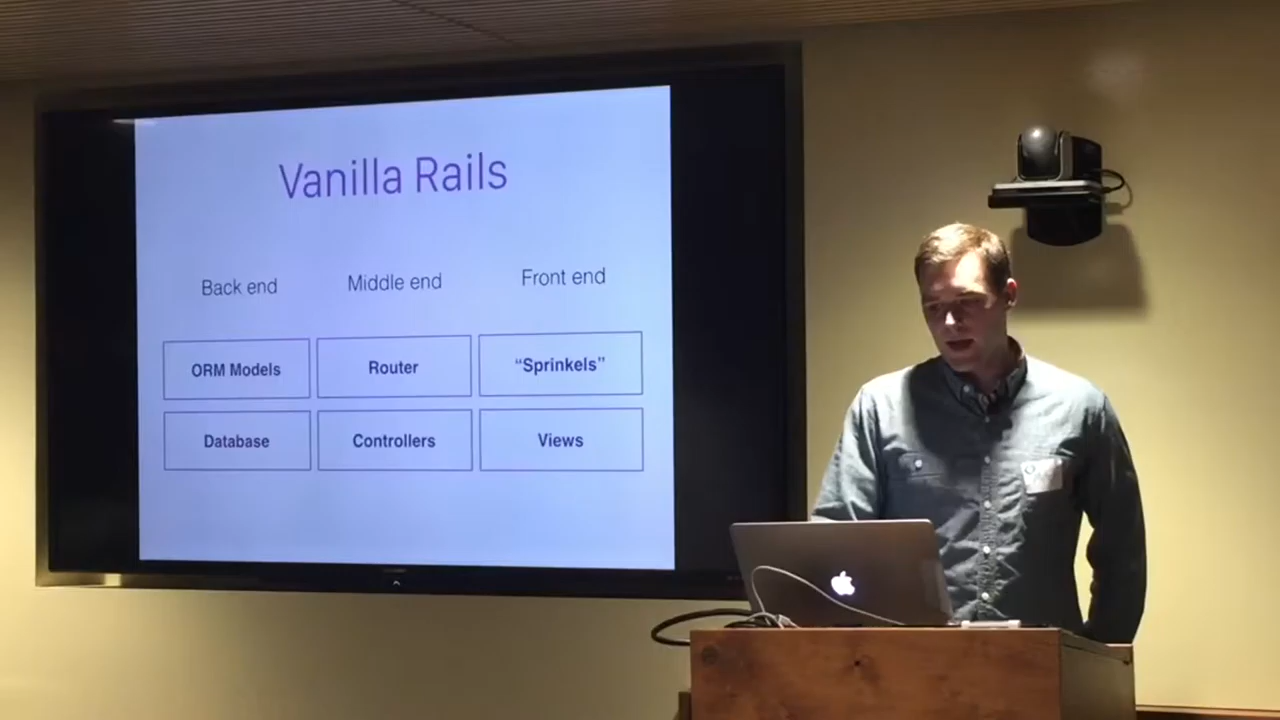 Vanilla Rails
Back end
Middle end
Front end
ORM Models
Router
“Sprinkels”
Database
Controllers
Views